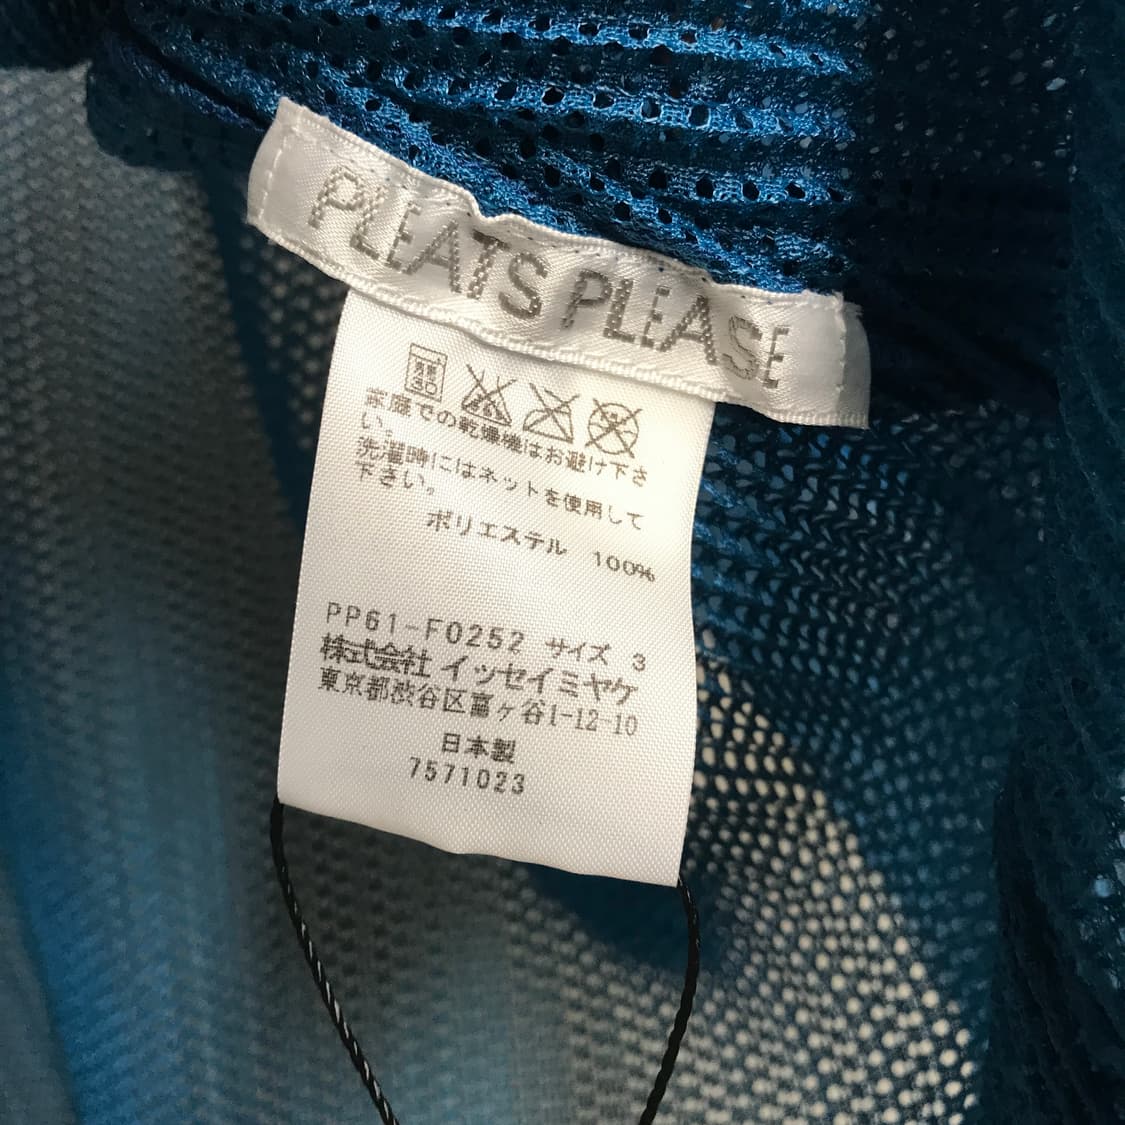 PLEATS PLEASE
弱 30
家庭での乾燥機はお避け下さ
い。
洗濯時にはネットを使用して
下さい。
ポリエステル 100%
PP61-F0252 サイズ 3
株式会社 イッセイミヤケ
東京都渋谷区富ヶ谷1-12-10
日本製
7571023